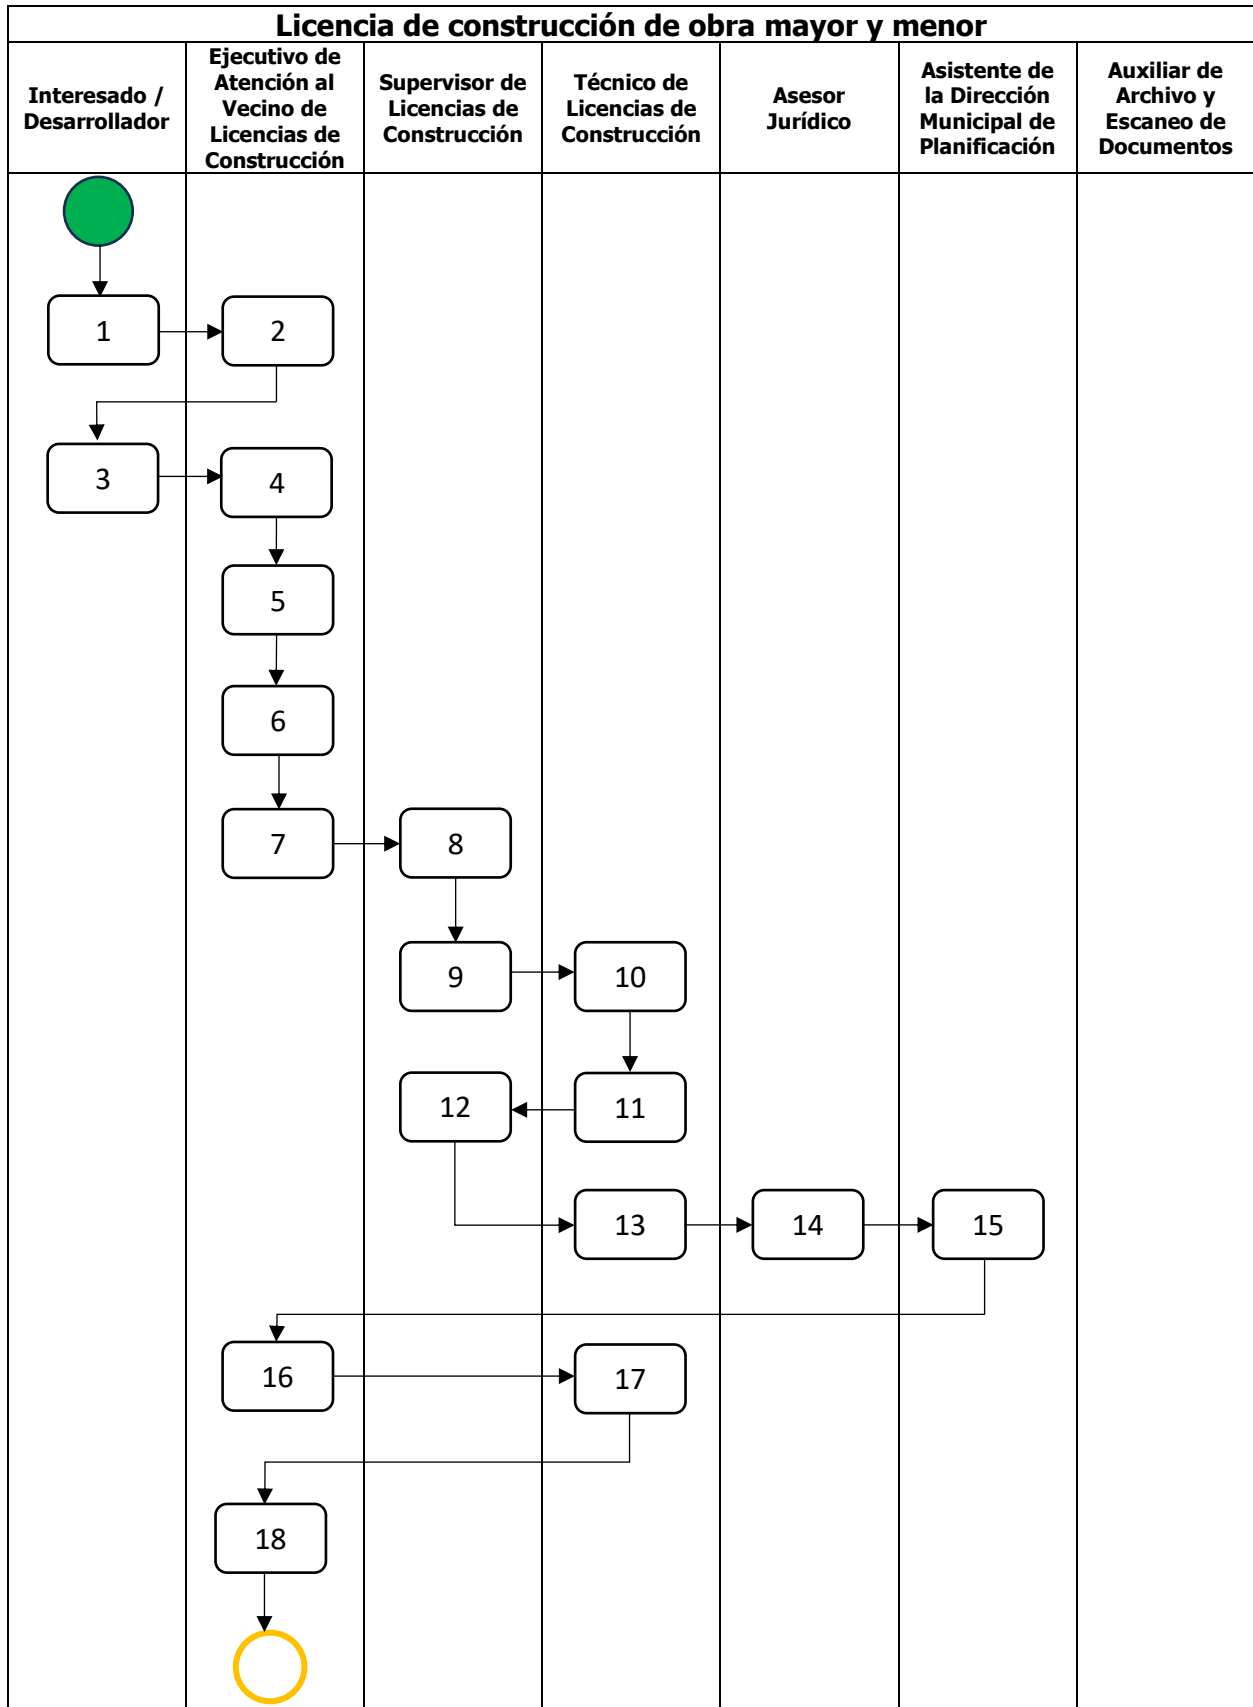 Licencia de construcción de obra mayor y menor
Interesado /
Desarrollador
Ejecutivo de
Atención al
Vecino de
Licencias de
Construcción
Supervisor de
Licencias de
Construcción
Técnico de
Licencias de
Construcción
Asesor
Jurídico
Asistente de
la Dirección
Municipal de
Planificación
Auxiliar de
Archivo y
Escaneo de
Documentos
1
2
3
4
5
6
7
8
9
10
11
12
13
14
15
16
17
18